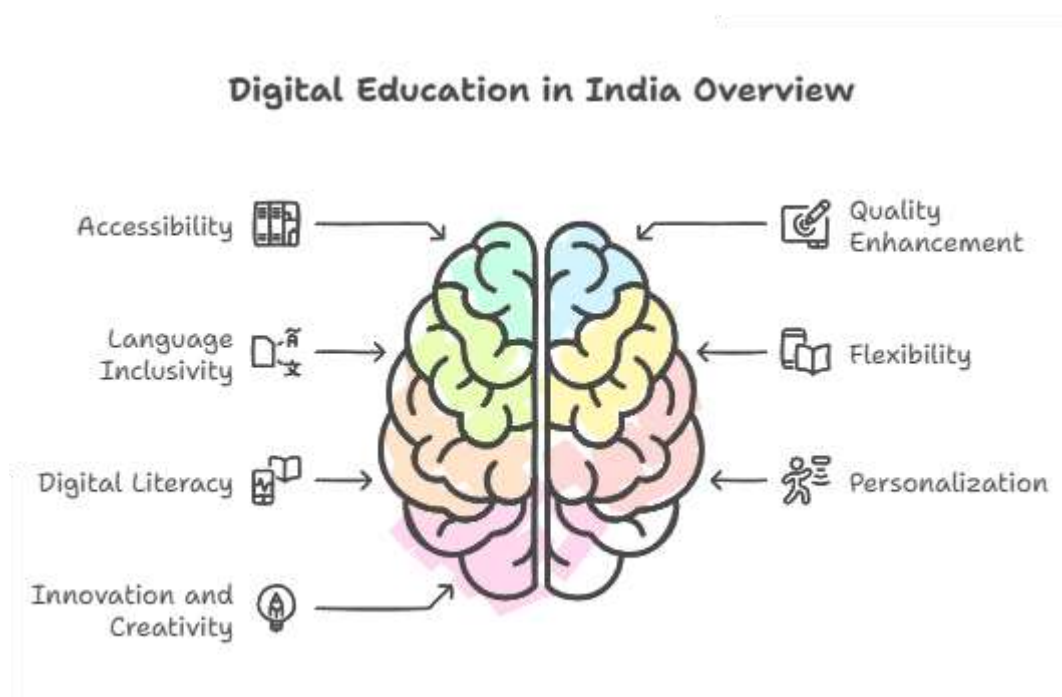 Digital Education in India Overview
Accessibility
Language
Inclusivity
Digital Literacy
Innovation and
Creativity
Quality
Enhancement
Flexibility
Personalization